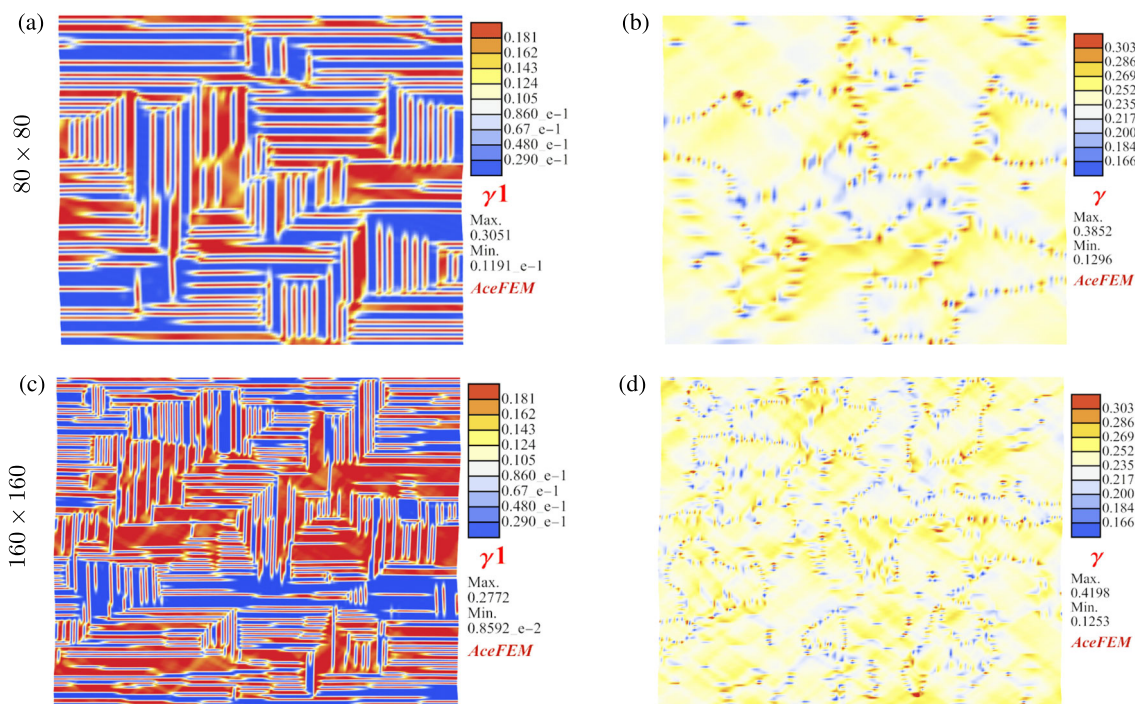 (a)
80 × 80
0.181
0.162
0.143
0.124
0.105
0.860_e−1
0.67_e−1
0.480_e−1
0.290_e−1
γ1
Max.
0.3051
Min.
0.1191_e−1
AceFEM
(b)
0.303
0.286
0.269
0.252
0.235
0.217
0.200
0.184
0.166
γ
Max.
0.3852
Min.
0.1296
AceFEM
(c)
160 × 160
0.181
0.162
0.143
0.124
0.105
0.860_e−1
0.67_e−1
0.480_e−1
0.290_e−1
γ1
Max.
0.2772
Min.
0.8592_e−2
AceFEM
(d)
0.303
0.286
0.269
0.252
0.235
0.217
0.200
0.184
0.166
γ
Max.
0.4198
Min.
0.1253
AceFEM